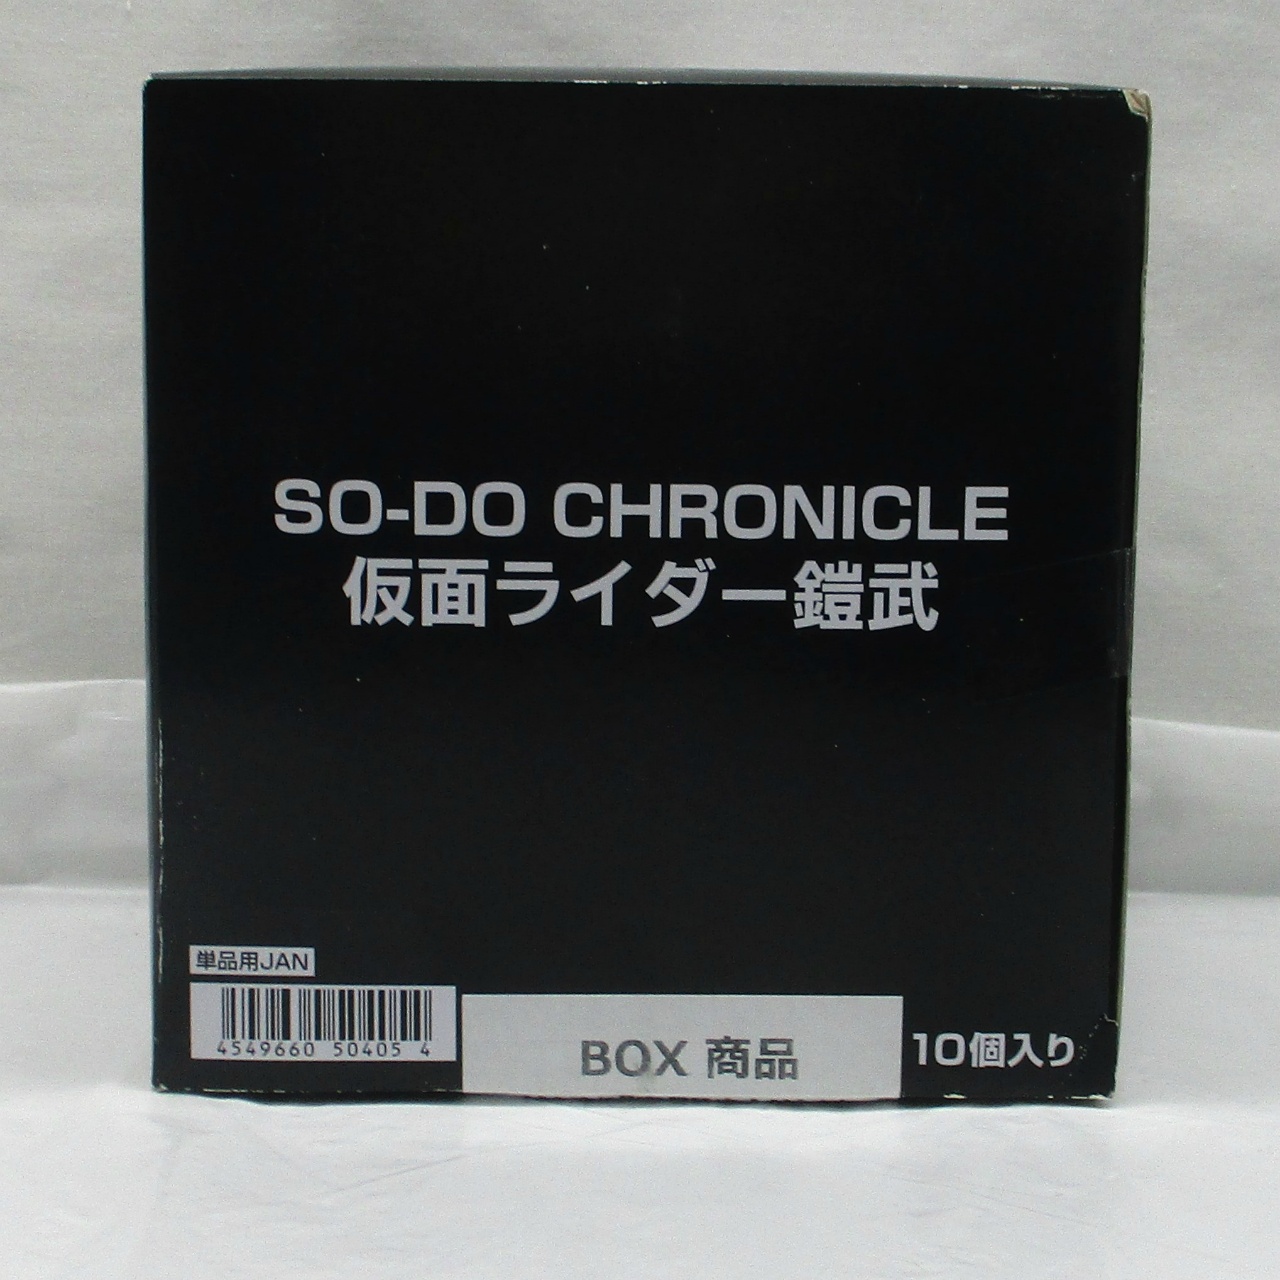 SO-DO CHRONICLE
仮面ライダー鎧武
単品用JAN
4549660 50405 4
BOX 商品
10個入り